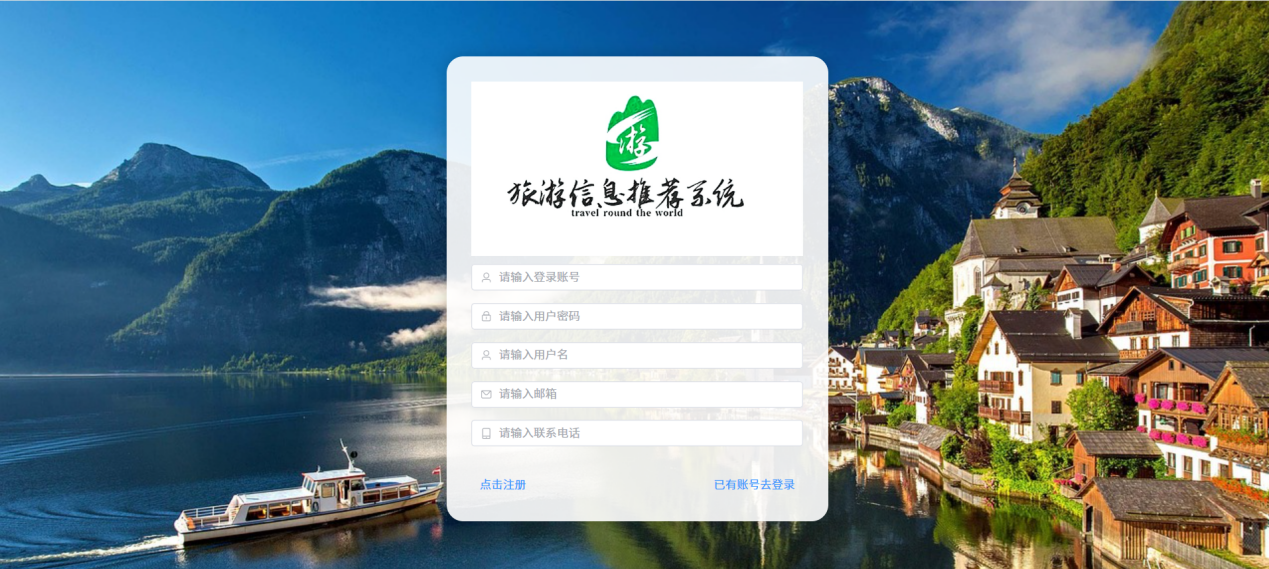 游
旅游信息推荐系统
travel round the world
请输入登录账号
请输入用户密码
请输入用户名
请输入邮箱
请输入联系电话
点击注册
已有账号去登录